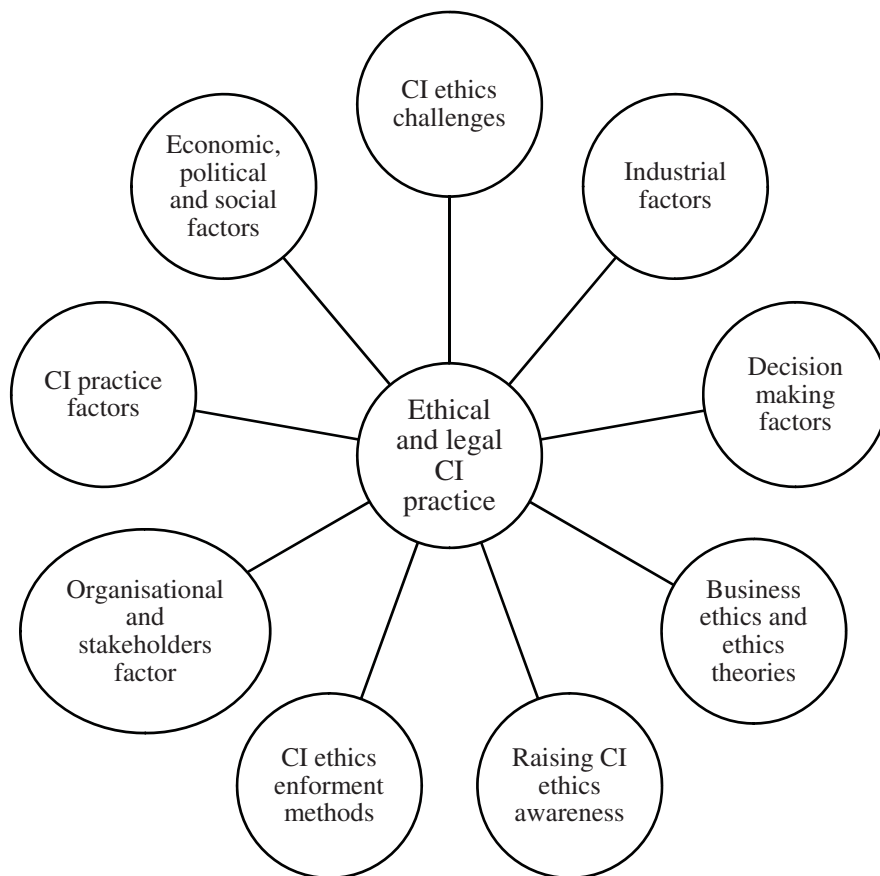 CI ethics
challenges
Economic,
political
and social
factors
Industrial
factors
CI practice
factors
Decision
making
factors
Ethical
and legal
CI
practice
Organisational
and
stakeholders
factor
Business
ethics and
ethics
theories
CI ethics
enforment
methods
Raising CI
ethics
awareness